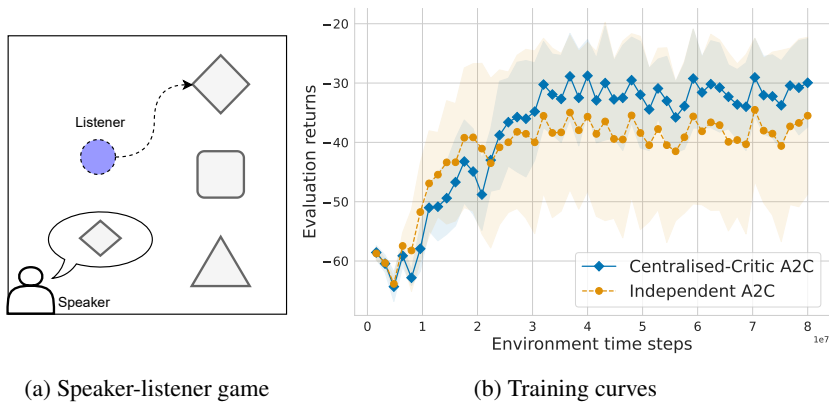 Listener
Speaker
Evaluation returns
−20
−30
−40
−50
−60
Centralised-Critic A2C
Independent A2C
0 1 2 3 4 5 6 7 8
1e7
Environment time steps
(a) Speaker-listener game
(b) Training curves